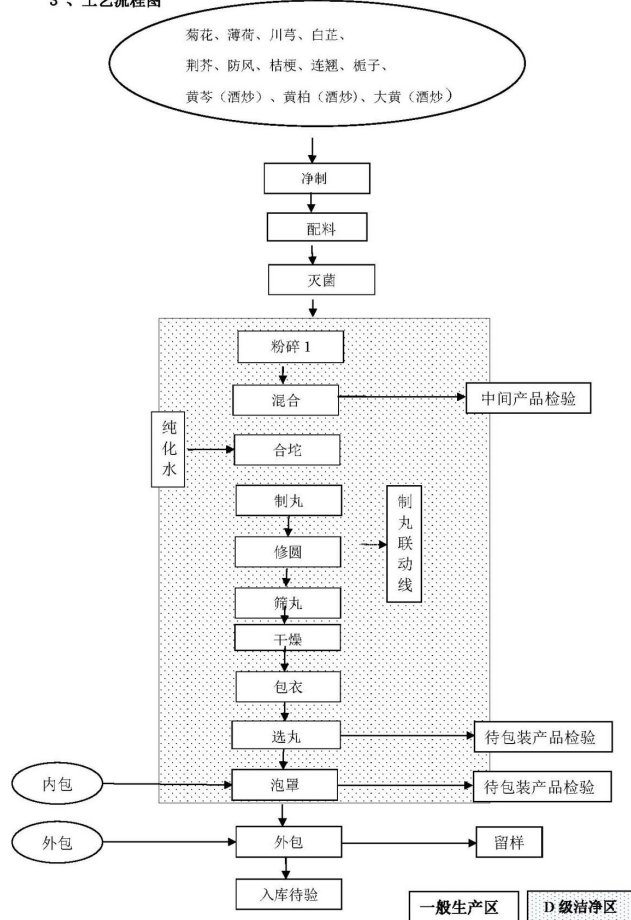 3 、工艺流程图
菊花、薄荷、川芎、白芷、
荆芥、防风、桔梗、连翘、栀子、
黄芩（酒炒）、黄柏（酒炒)、大黄（酒炒）
净制
配料
灭菌
粉碎 1
混合
中间产品检验
纯化水
合坨
制丸
制丸联动线
修圆
筛丸
干燥
包衣
选丸
待包装产品检验
内包
泡罩
待包装产品检验
外包
外包
留样
入库待验
一般生产区
D 级洁净区